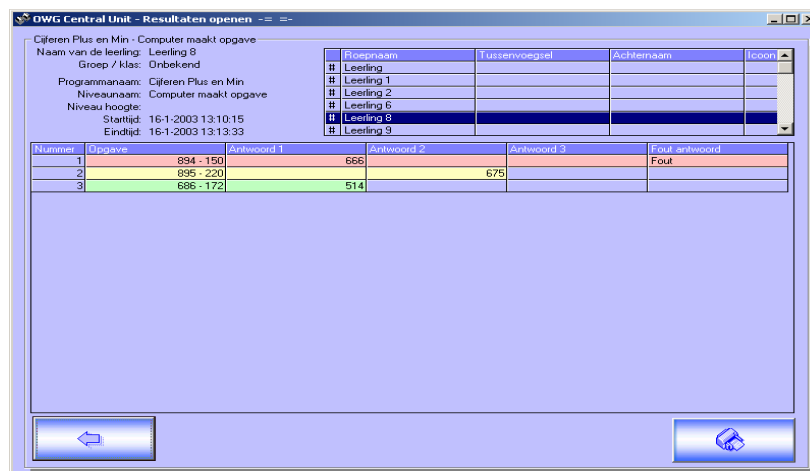 OWG Central Unit - Resultaten openen -= =-
Cijferen Plus en Min - Computer maakt opgave
Naam van de leerling: Leerling 8
Groep / klas: Onbekend
Programmanaam: Cijferen Plus en Min
Niveaunaam: Computer maakt opgave
Niveau hoogte:
Starttijd: 16-1-2003 13:10:15
Eindtijd: 16-1-2003 13:13:33
Roepnaam Tussenvoegsel Achternaam Icoon
# Leerling
# Leerling 1
# Leerling 2
# Leerling 6
# Leerling 8
# Leerling 9
Nummer Opgave Antwoord 1 Antwoord 2 Antwoord 3 Fout antwoord
1 894 - 150 666 Fout
2 895 - 220 675
3 686 - 172 514